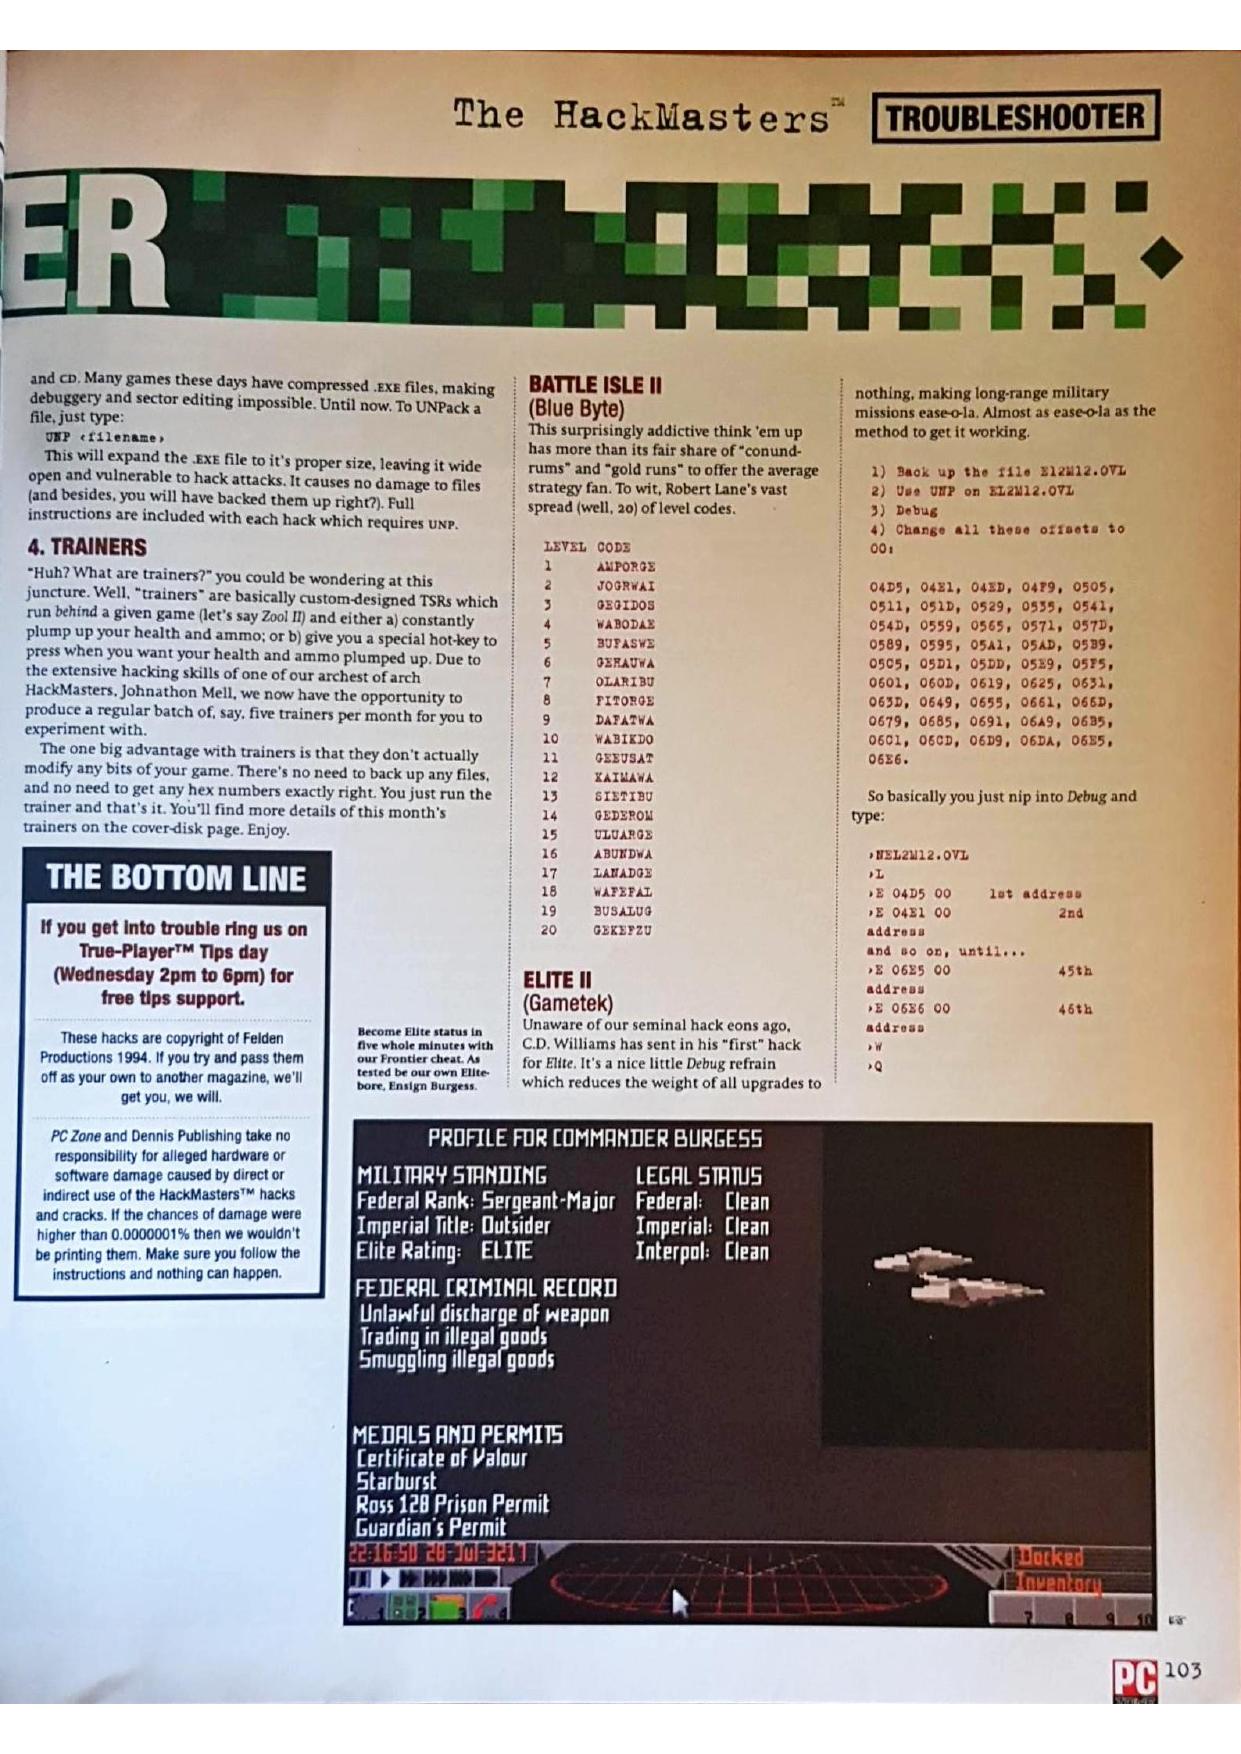 The HackMasters™ TROUBLESHOOTER
ER
and CD. Many games these days have compressed .EXE files, making
debuggery and sector editing impossible. Until now. To UNPack a
file, just type:
UNP <filename>
This will expand the .EXE file to it's proper size, leaving it wide
open and vulnerable to hack attacks. It causes no damage to files
(and besides, you will have backed them up right?). Full
instructions are included with each hack which requires UNP.
4. TRAINERS
"Huh? What are trainers?" you could be wondering at this
juncture. Well, "trainers" are basically custom-designed TSRs which
run behind a given game (let's say Zool II) and either a) constantly
plump up your health and ammo; or b) give you a special hot-key to
press when you want your health and ammo plumped up. Due to
the extensive hacking skills of one of our archest of arch
HackMasters, Johnathon Mell, we now have the opportunity to
produce a regular batch of, say, five trainers per month for you to
experiment with.
The one big advantage with trainers is that they don't actually
modify any bits of your game. There's no need to back up any files,
and no need to get any hex numbers exactly right. You just run the
trainer and that's it. You'll find more details of this month's
trainers on the cover-disk page. Enjoy.
THE BOTTOM LINE
If you get into trouble ring us on
True-Player™ Tips day
(Wednesday 2pm to 6pm) for
free tips support.
These hacks are copyright of Felden
Productions 1994. If you try and pass them
off as your own to another magazine, we'll
get you, we will.
PC Zone and Dennis Publishing take no
responsibility for alleged hardware or
software damage caused by direct or
indirect use of the HackMasters™ hacks
and cracks. If the chances of damage were
higher than 0.0000001% then we wouldn't
be printing them. Make sure you follow the
instructions and nothing can happen.
BATTLE ISLE II
(Blue Byte)
This surprisingly addictive think 'em up
has more than its fair share of "conund-
rums" and "gold runs" to offer the average
strategy fan. To wit, Robert Lane's vast
spread (well, 20) of level codes.
LEVEL CODE
1 AMPORGE
2 JOGRWAI
3 GEGIDOS
4 WABODAE
5 BUFASWE
6 GEHAUWA
7 OLARIBU
8 FITORGE
9 DAFATWA
10 WABIKDO
11 GEEUSAT
12 KAIMAWA
13 SIETIBU
14 GEDEROM
15 ULUARGE
16 ABUNDWA
17 LANADGE
18 WAFEFAL
19 BUSALUG
20 GEKEFZU
ELITE II
(Gametek)
Unaware of our seminal hack eons ago,
C.D. Williams has sent in his "first" hack
for Elite. It's a nice little Debug refrain
which reduces the weight of all upgrades to
Become Elite status in
five whole minutes with
our Frontier cheat. As
tested be our own Elite-
bore, Ensign Burgess.
nothing, making long-range military
missions ease-o-la. Almost as ease-o-la as the
method to get it working.
1) Back up the file El2M12.OVL
2) Use UNP on EL2M12.OVL
3) Debug
4) Change all these offsets to
00:
04D5, 04E1, 04ED, 04F9, 0505,
0511, 051D, 0529, 0535, 0541,
054D, 0559, 0565, 0571, 057D,
0589, 0595, 05A1, 05AD, 05B9.
05C5, 05D1, 05DD, 05E9, 05F5,
0601, 060D, 0619, 0625, 0631,
063D, 0649, 0655, 0661, 066D,
0679, 0685, 0691, 06A9, 06B5,
06C1, 06CD, 06D9, 06DA, 06E5,
06E6.
So basically you just nip into Debug and
type:
>NEL2M12.OVL
>L
>E 04D5 00 1st address
>E 04E1 00 2nd
address
and so on, until...
>E 06E5 00 45th
address
>E 06E6 00 46th
address
>W
>Q
PROFILE FOR COMMANDER BURGESS
MILITARY STANDING LEGAL STATUS
Federal Rank: Sergeant-Major Federal: Clean
Imperial Title: Outsider Imperial: Clean
Elite Rating: ELITE Interpol: Clean
FEDERAL CRIMINAL RECORD
Unlawful discharge of weapon
Trading in illegal goods
Smuggling illegal goods
MEDALS AND PERMITS
Certificate of Valour
Starburst
Ross 128 Prison Permit
Guardian's Permit
22:16:50 28-Jul-3217 Docked
Inventory
1 2 3 4 7 8 9 10
PC 103